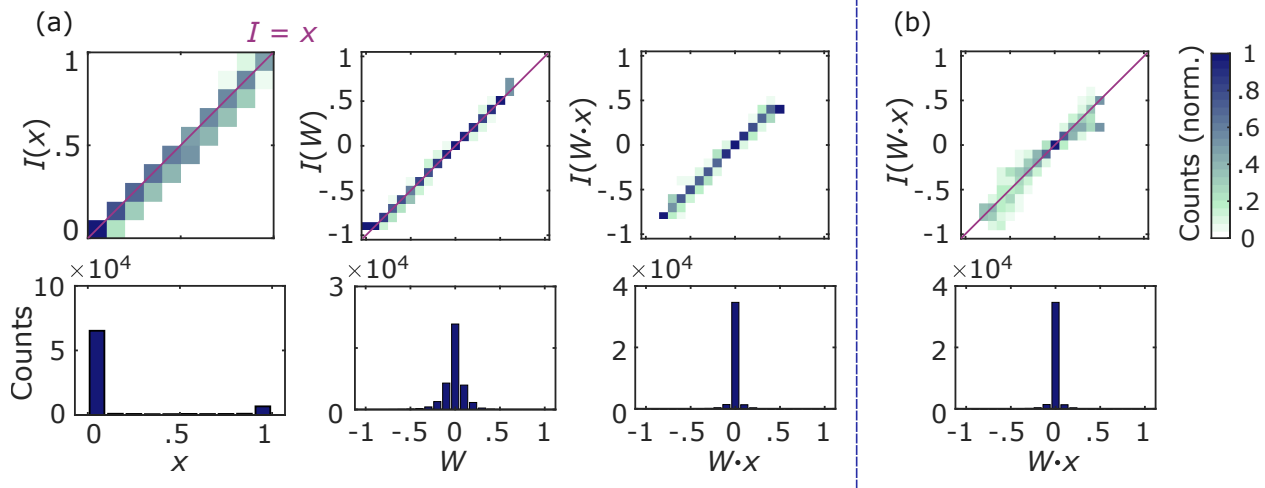 (a)
I = x
1
.5
0
I(x)
1
.5
0
-.5
-1
I(W)
1
.5
0
-.5
-1
I(W·x)
(b)
1
.5
0
-.5
-1
I(W·x)
1
.8
.6
.4
.2
0
Counts (norm.)
×10⁴
10
5
0
Counts
0 .5 1
x
×10⁴
3
0
-1 -.5 0 .5 1
W
×10⁴
4
2
0
-1 -.5 0 .5 1
W·x
×10⁴
4
2
0
-1 -.5 0 .5 1
W·x